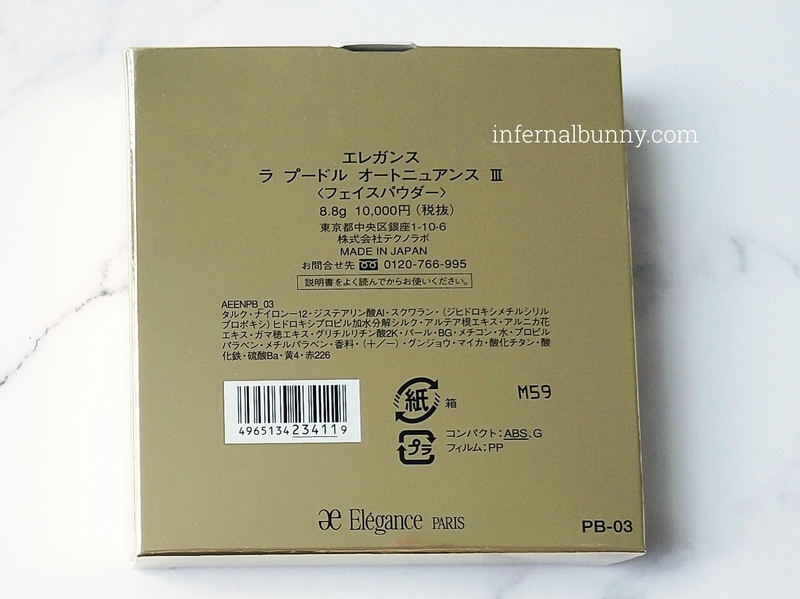 infernalbunny.com
エレガンス
ラ プードル オートニュアンス Ⅲ
〈フェイスパウダー〉
8.8g 10,000円（税抜）
東京都中央区銀座1-10-6
株式会社テクノラボ
MADE IN JAPAN
お問合せ先 0120-766-995
説明書をよく読んでからお使いください。
AEENPB_03
タルク・ナイロン－12・ジステアリン酸Al・スクワラン・（ジヒドロキシメチルシリル
プロポキシ）ヒドロキシプロピル加水分解シルク・アルテア根エキス・アルニカ花
エキス・ガマ穂エキス・グリチルリチン酸2K・パール・BG・メチコン・水・プロピル
パラベン・メチルパラベン・香料・（＋／－）・グンジョウ・マイカ・酸化チタン・酸
化鉄・硫酸Ba・黄4・赤226
4965134234119
紙 箱
M59
プラ
コンパクト：ABS、G
フィルム：PP
æ Elégance PARIS
PB-03